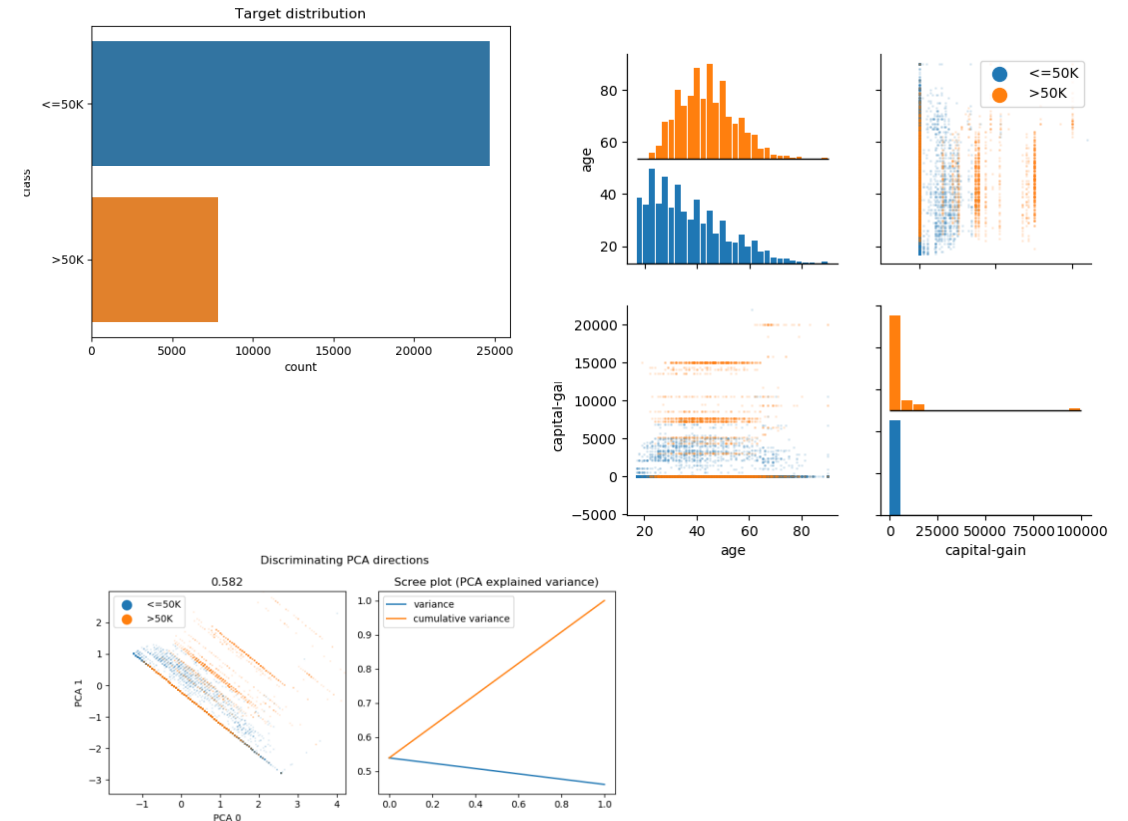 Target distribution
<=50K
>50K
class
0 5000 10000 15000 20000 25000
count
80
60
40
20
age
<=50K
>50K
20000
15000
10000
5000
0
−5000
capital-gai
20 40 60 80
age
0 25000 50000 75000 100000
capital-gain
Discriminating PCA directions
0.582
<=50K
>50K
2
1
0
−1
−2
−3
PCA 1
−1 0 1 2 3 4
PCA 0
Scree plot (PCA explained variance)
variance
cumulative variance
1.0
0.9
0.8
0.7
0.6
0.5
0.0 0.2 0.4 0.6 0.8 1.0